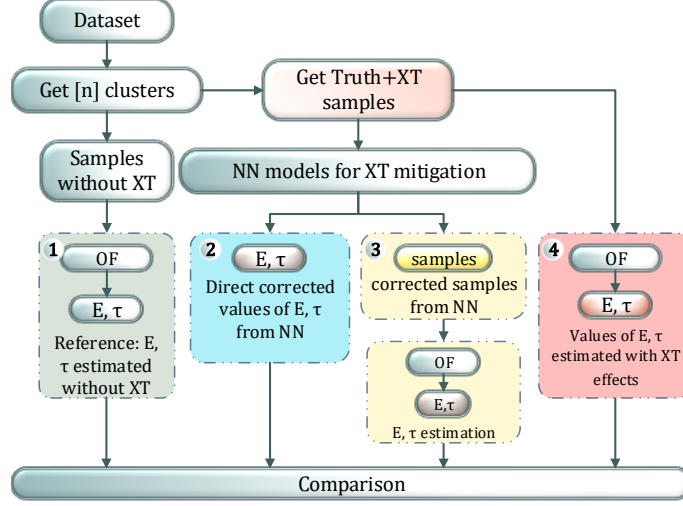 Dataset
Get [n] clusters
Get Truth+XT
samples
Samples
without XT
NN models for XT mitigation
1
OF
E, τ
Reference: E,
τ estimated
without XT
2
E, τ
Direct corrected
values of E, τ
from NN
3
samples
corrected samples
from NN
OF
E,τ
E, τ estimation
4
OF
E, τ
Values of E, τ
estimated with XT
effects
Comparison